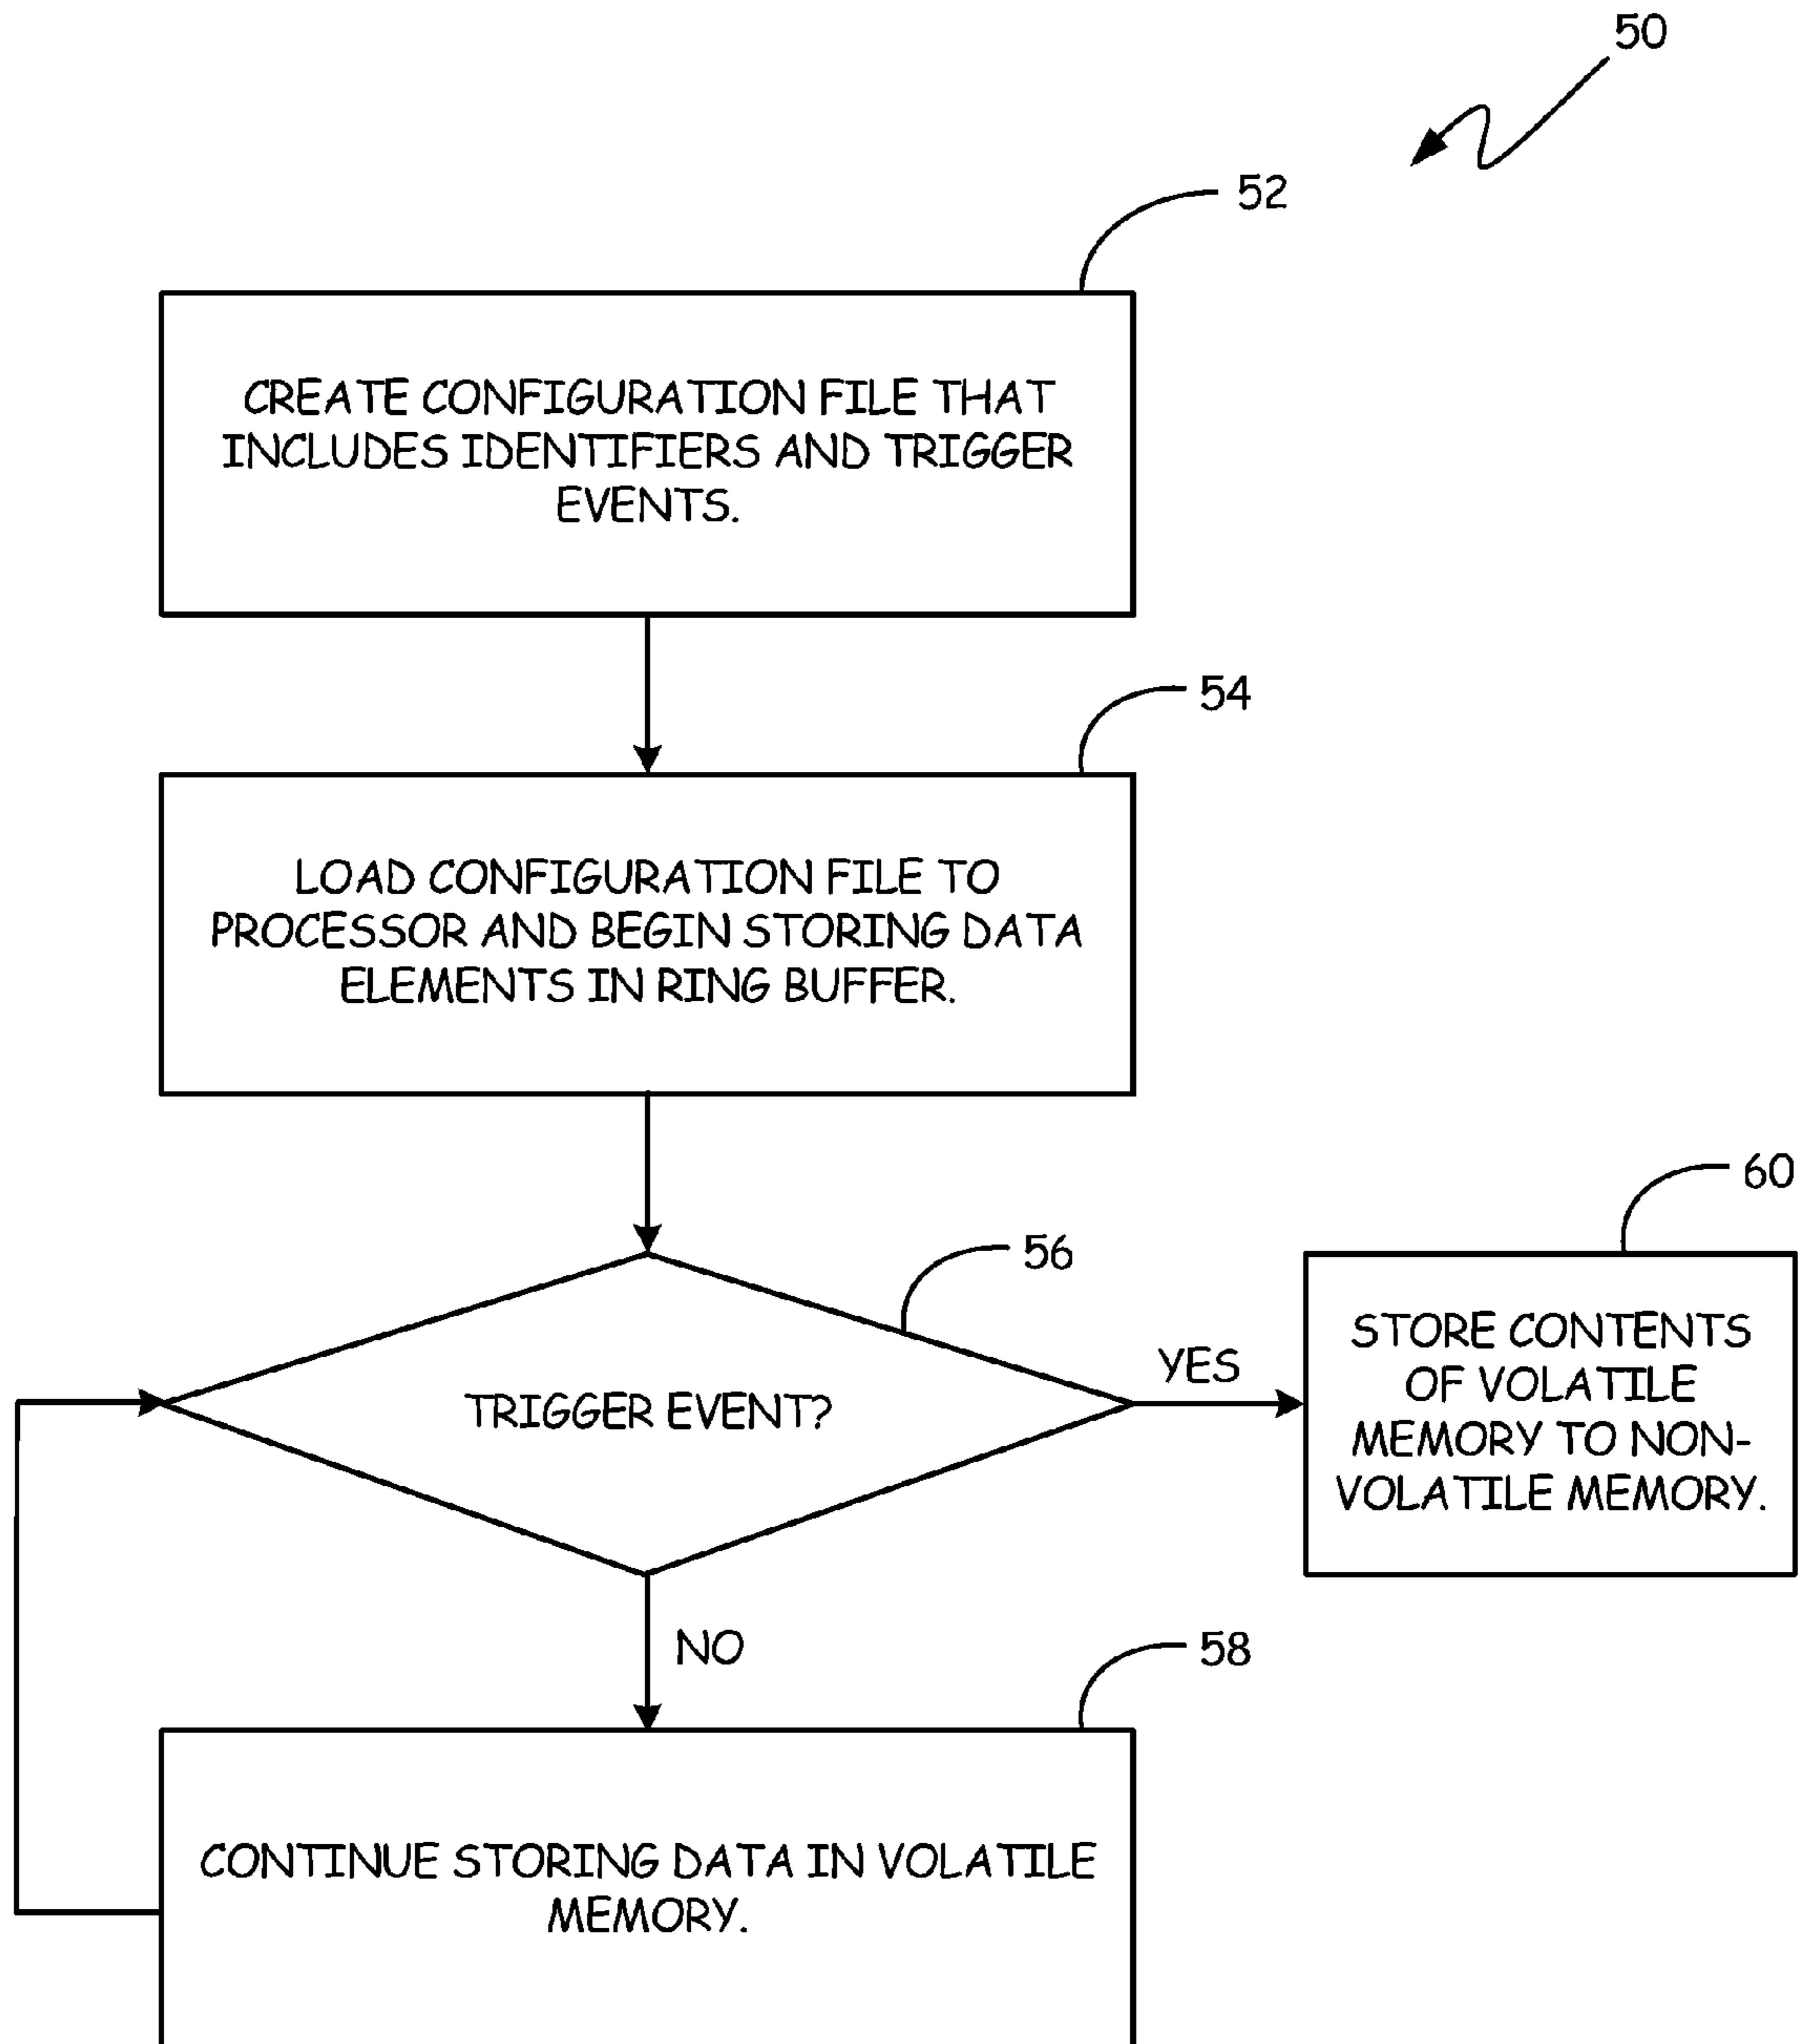 50
52
CREATE CONFIGURATION FILE THAT
INCLUDES IDENTIFIERS AND TRIGGER
EVENTS.
54
LOAD CONFIGURATION FILE TO
PROCESSOR AND BEGIN STORING DATA
ELEMENTS IN RING BUFFER.
56
TRIGGER EVENT?
YES
60
STORE CONTENTS
OF VOLATILE
MEMORY TO NON-
VOLATILE MEMORY.
NO
58
CONTINUE STORING DATA IN VOLATILE
MEMORY.